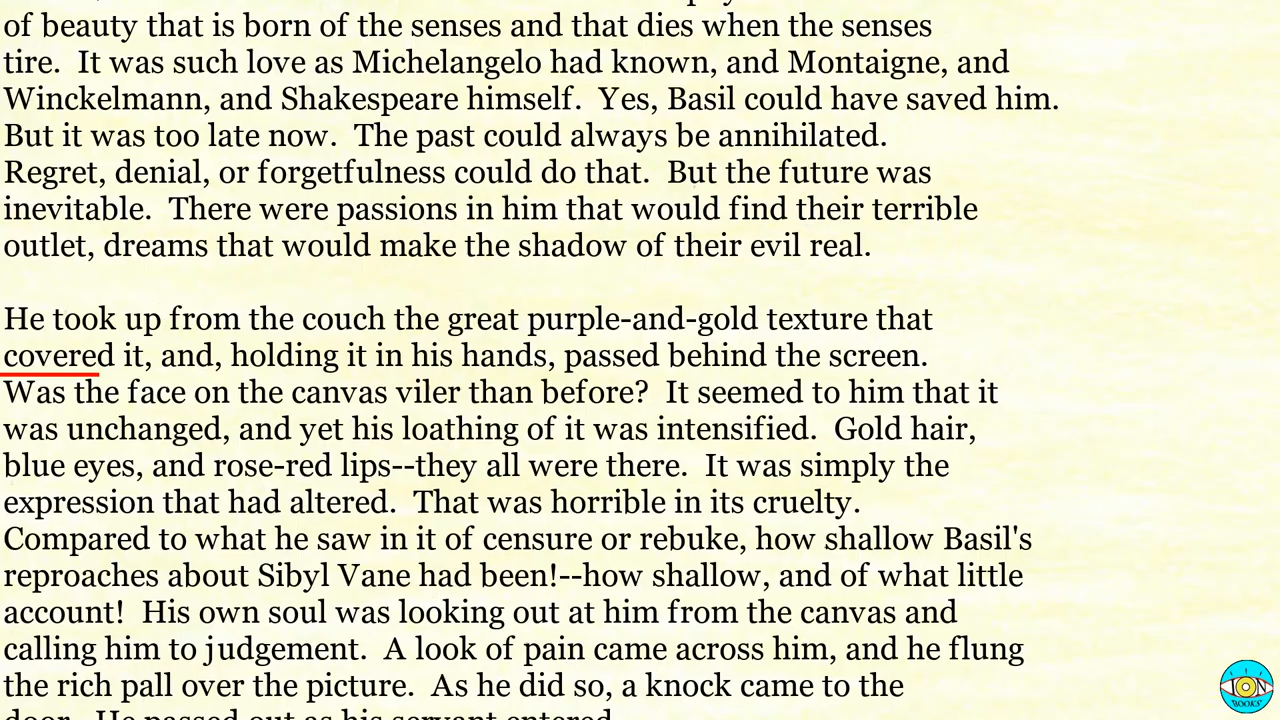 of beauty that is born of the senses and that dies when the senses
tire.  It was such love as Michelangelo had known, and Montaigne, and
Winckelmann, and Shakespeare himself.  Yes, Basil could have saved him.
But it was too late now.  The past could always be annihilated.
Regret, denial, or forgetfulness could do that.  But the future was
inevitable.  There were passions in him that would find their terrible
outlet, dreams that would make the shadow of their evil real.
He took up from the couch the great purple-and-gold texture that
covered it, and, holding it in his hands, passed behind the screen.
Was the face on the canvas viler than before?  It seemed to him that it
was unchanged, and yet his loathing of it was intensified.  Gold hair,
blue eyes, and rose-red lips--they all were there.  It was simply the
expression that had altered.  That was horrible in its cruelty.
Compared to what he saw in it of censure or rebuke, how shallow Basil's
reproaches about Sibyl Vane had been!--how shallow, and of what little
account!  His own soul was looking out at him from the canvas and
calling him to judgement.  A look of pain came across him, and he flung
the rich pall over the picture.  As he did so, a knock came to the
door.  He passed out as his servant entered.
ION
BOOKS